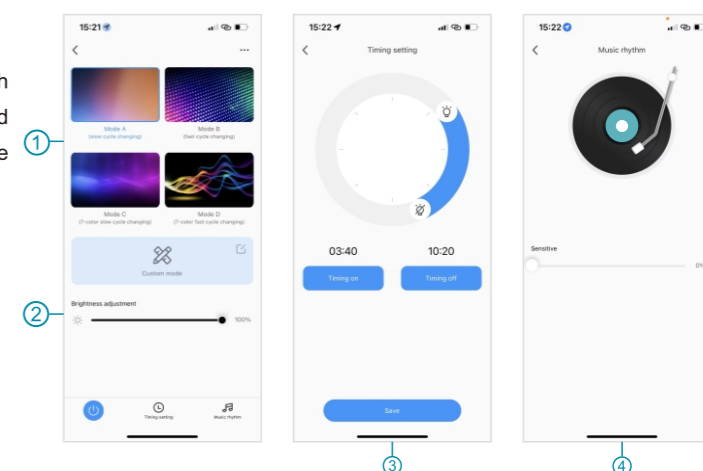 h
d
e
1
2
15:21
Mode A
(slow cycle changing)
Mode B
(fast cycle changing)
Mode C
(7-color slow cycle changing)
Mode D
(7-color fast cycle changing)
Custom mode
Brightness adjustment
100%
Timing setting
Music rhythm
15:22
Timing setting
03:40
10:20
Timing on
Timing off
Save
3
15:22
Music rhythm
Sensitive
0%
4